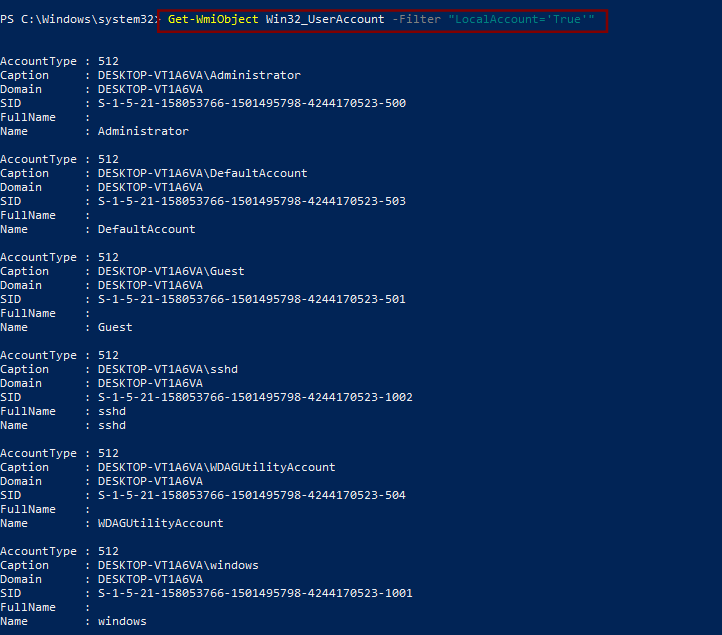 PS C:\Windows\system32> Get-WmiObject Win32_UserAccount -Filter "LocalAccount='True'"
AccountType : 512
Caption     : DESKTOP-VT1A6VA\Administrator
Domain      : DESKTOP-VT1A6VA
SID         : S-1-5-21-158053766-1501495798-4244170523-500
FullName    :
Name        : Administrator
AccountType : 512
Caption     : DESKTOP-VT1A6VA\DefaultAccount
Domain      : DESKTOP-VT1A6VA
SID         : S-1-5-21-158053766-1501495798-4244170523-503
FullName    :
Name        : DefaultAccount
AccountType : 512
Caption     : DESKTOP-VT1A6VA\Guest
Domain      : DESKTOP-VT1A6VA
SID         : S-1-5-21-158053766-1501495798-4244170523-501
FullName    :
Name        : Guest
AccountType : 512
Caption     : DESKTOP-VT1A6VA\sshd
Domain      : DESKTOP-VT1A6VA
SID         : S-1-5-21-158053766-1501495798-4244170523-1002
FullName    : sshd
Name        : sshd
AccountType : 512
Caption     : DESKTOP-VT1A6VA\WDAGUtilityAccount
Domain      : DESKTOP-VT1A6VA
SID         : S-1-5-21-158053766-1501495798-4244170523-504
FullName    :
Name        : WDAGUtilityAccount
AccountType : 512
Caption     : DESKTOP-VT1A6VA\windows
Domain      : DESKTOP-VT1A6VA
SID         : S-1-5-21-158053766-1501495798-4244170523-1001
FullName    :
Name        : windows